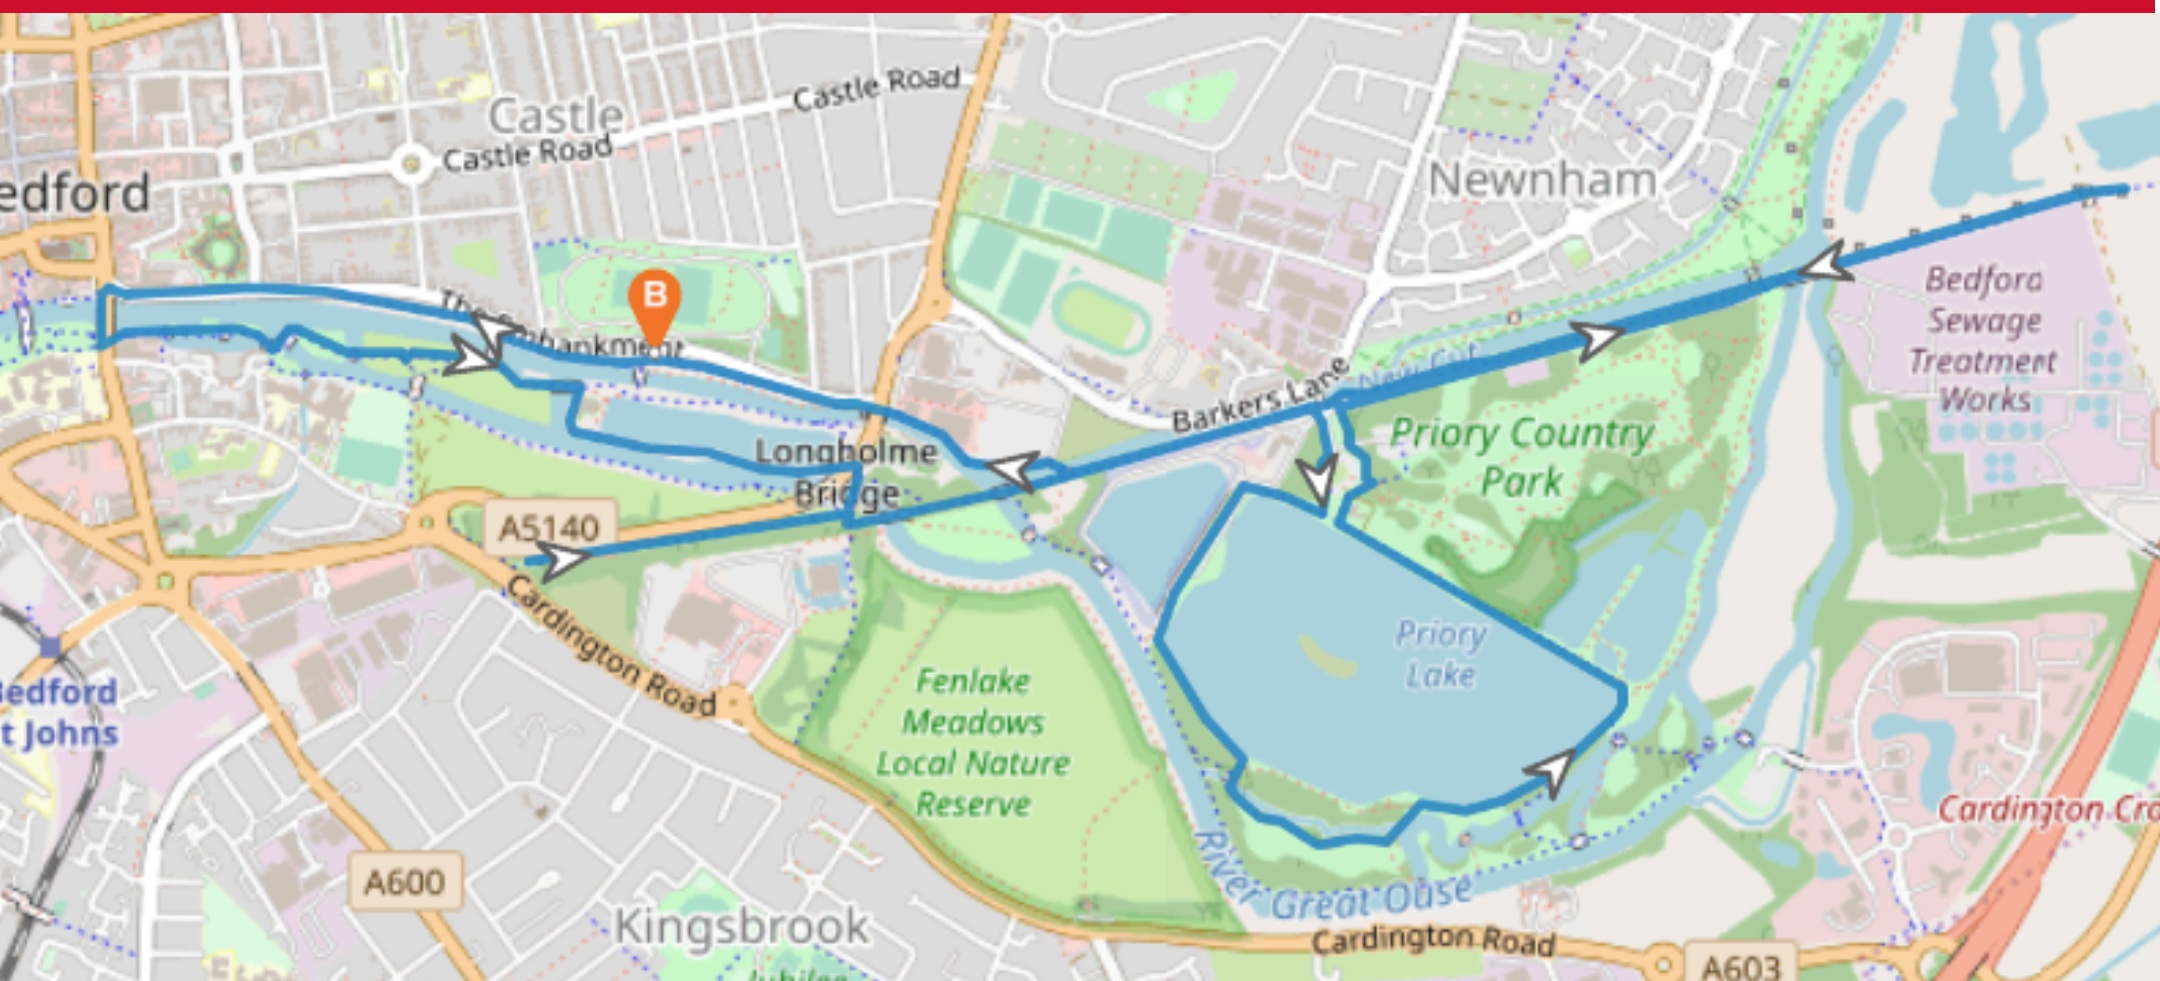 Castle Road
Castle
Castle Road
edford
Newnham
B
The Embankment
Bedford
Sewage
Treatment
Works
New Cut
Barkers Lane
Priory Country
Park
Longholme
Bridge
A5140
Cardington Road
Priory
Lake
Fenlake
Meadows
Local Nature
Reserve
Bedford
t Johns
Cardington Cro
A600
River Great Ouse
Kingsbrook
Cardington Road
A603
Jubilee